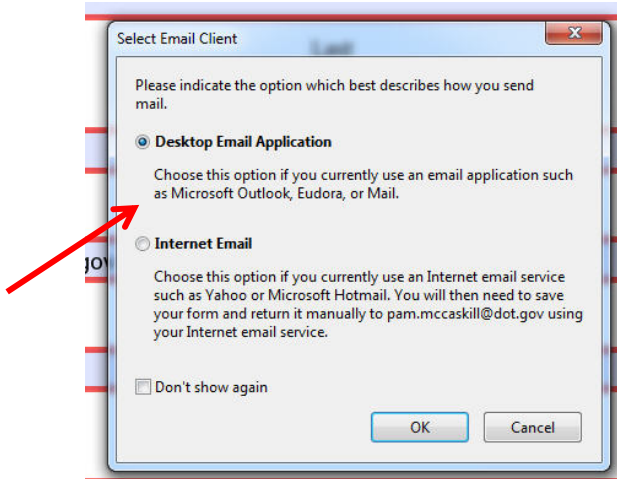 Select Email Client
Last
Please indicate the option which best describes how you send
mail.
Desktop Email Application
Choose this option if you currently use an email application such
as Microsoft Outlook, Eudora, or Mail.
Internet Email
gov
Choose this option if you currently use an Internet email service
such as Yahoo or Microsoft Hotmail. You will then need to save
your form and return it manually to pam.mccaskill@dot.gov using
your Internet email service.
Don't show again
OK
Cancel